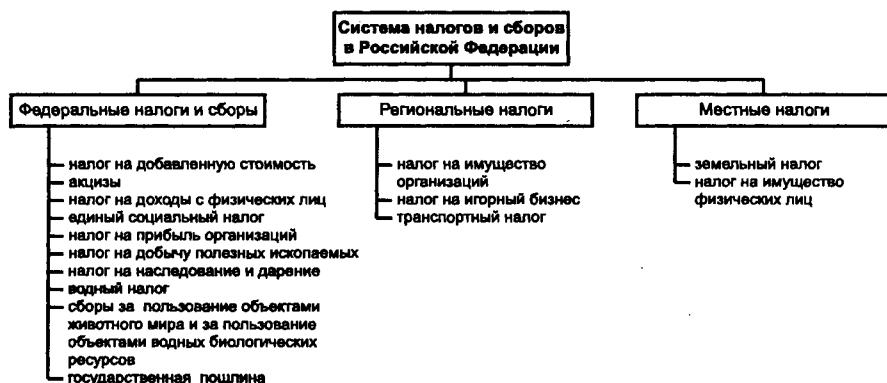 Система налогов и сборов
в Российской Федерации
Федеральные налоги и сборы
налог на добавленную стоимость
акцизы
налог на доходы с физических лиц
единый социальный налог
налог на прибыль организаций
налог на добычу полезных ископаемых
налог на наследование и дарение
водный налог
сборы за пользование объектами
животного мира и за пользование
объектами водных биологических
ресурсов
государственная пошлина
Региональные налоги
налог на имущество
организаций
налог на игорный бизнес
транспортный налог
Местные налоги
земельный налог
налог на имущество
физических лиц